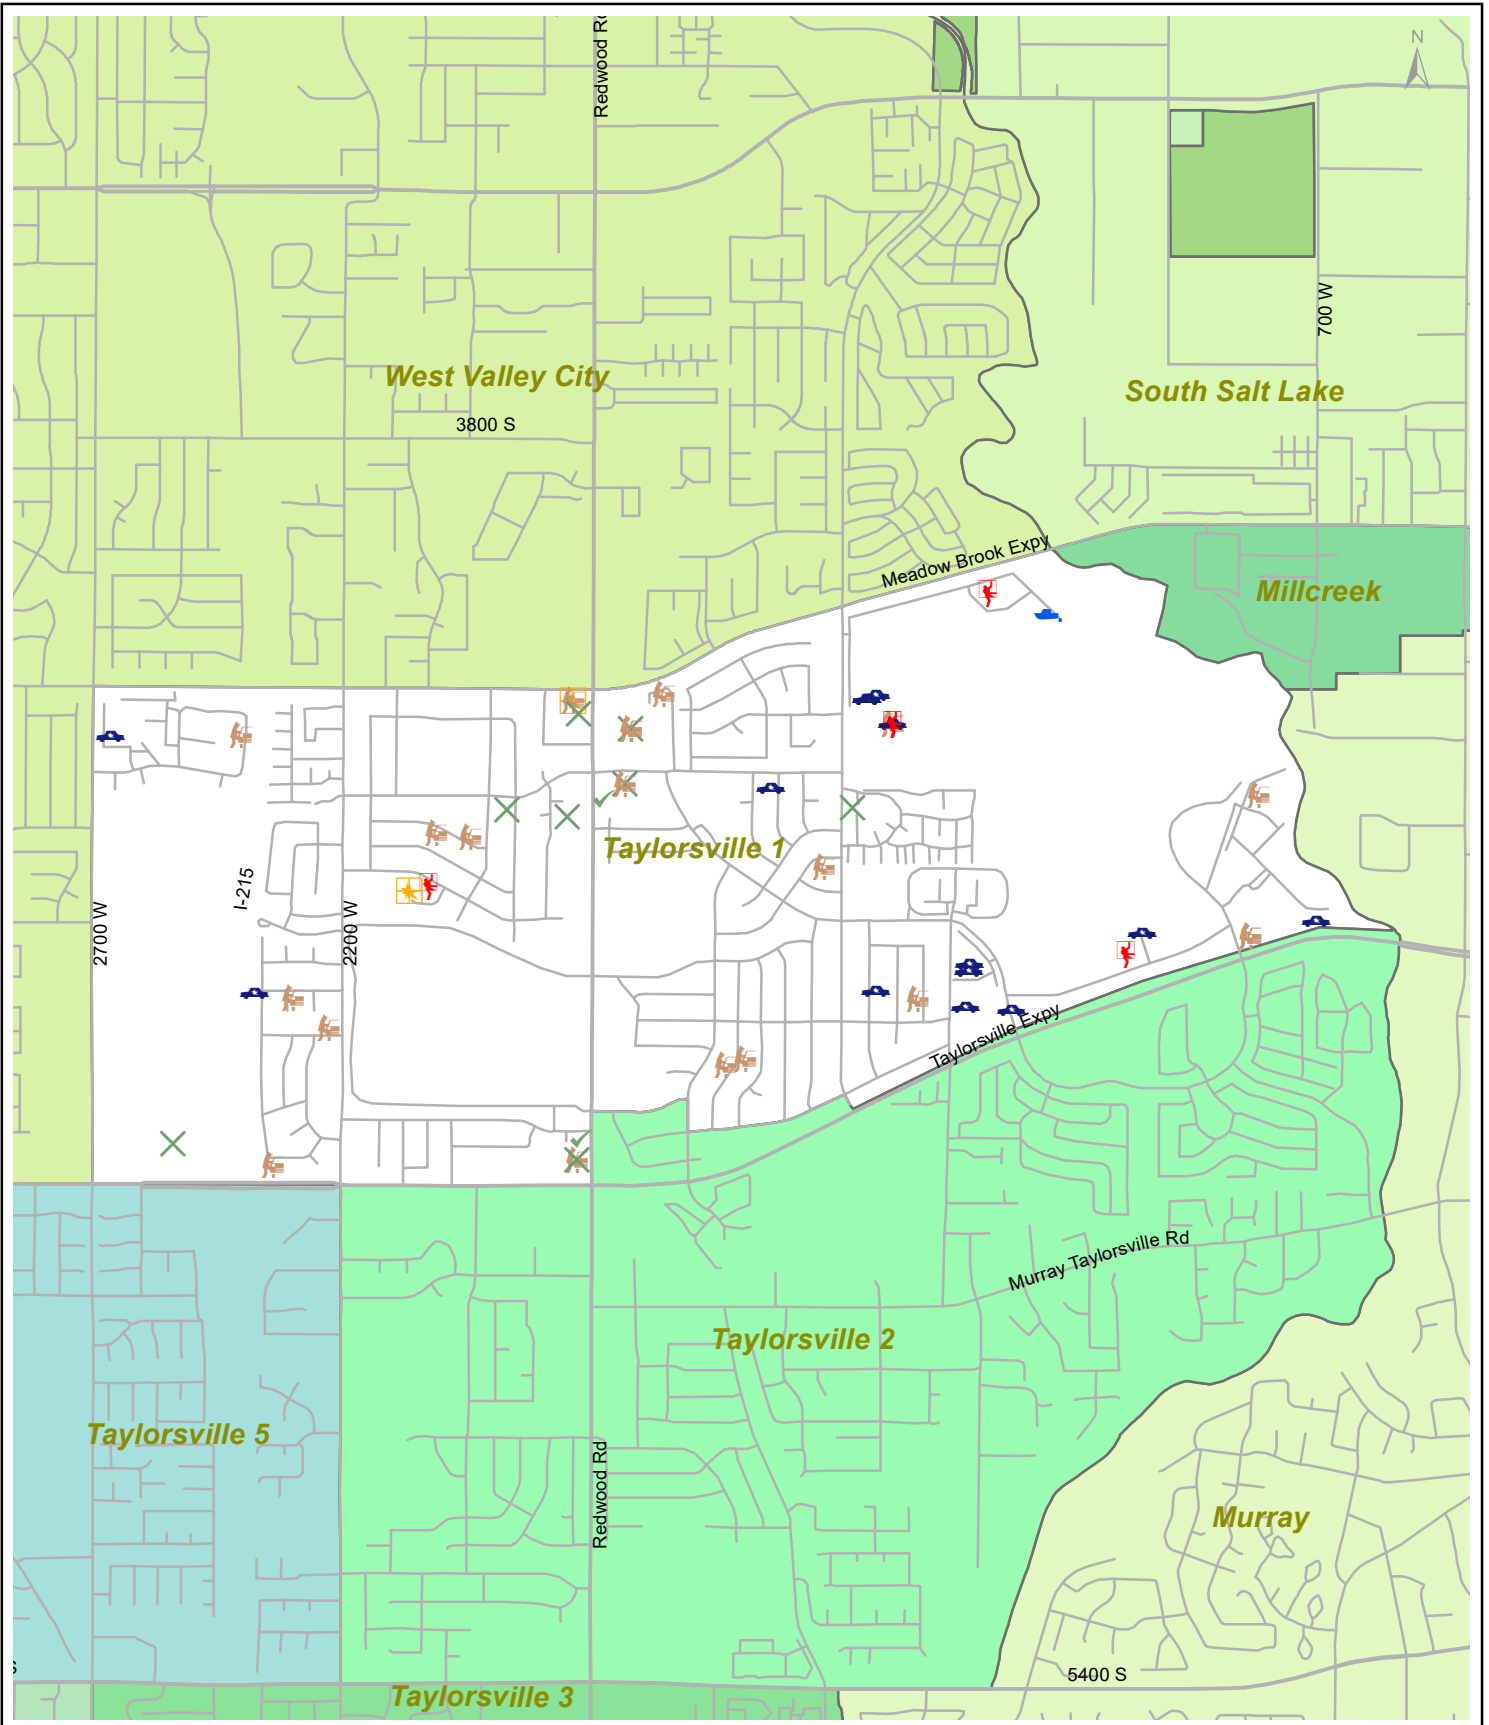 Redwood Rd
N
700 W
West Valley City
South Salt Lake
3800 S
Meadow Brook Expy
Millcreek
Taylorsville 1
I-215
2700 W
2200 W
Taylorsville Expy
Murray Taylorsville Rd
Taylorsville 2
Taylorsville 5
Redwood Rd
Murray
5400 S
Taylorsville 3